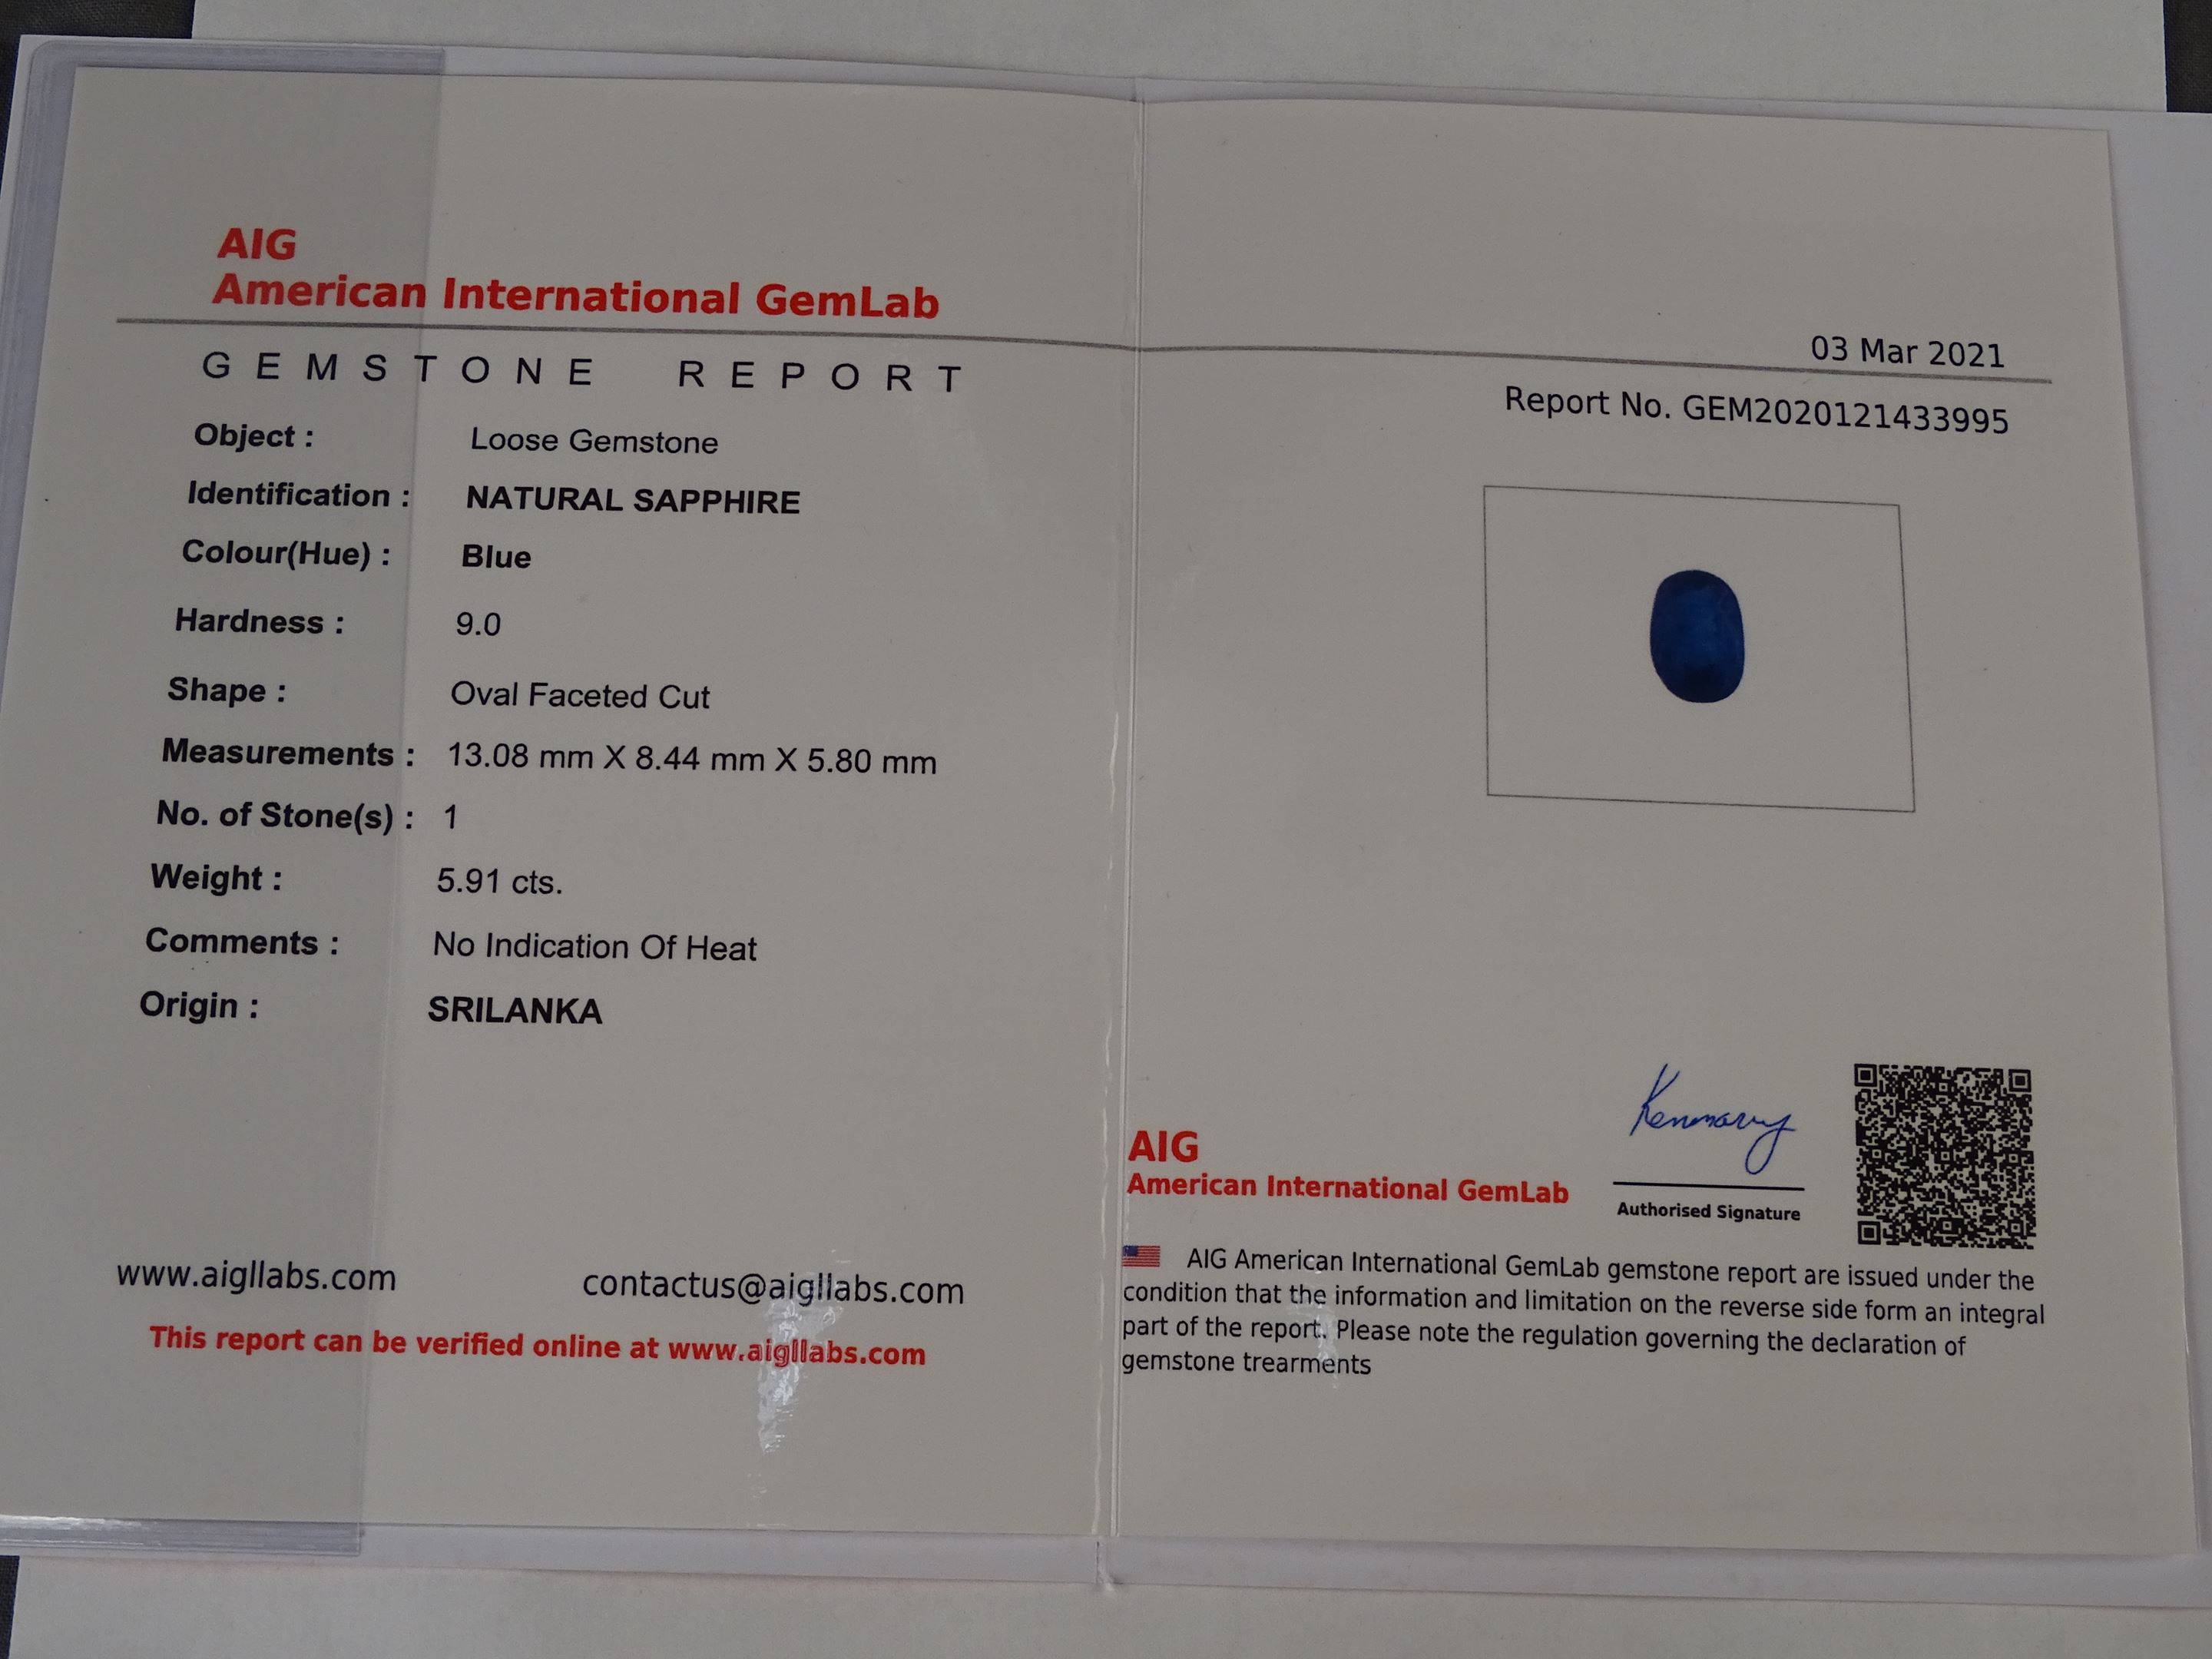 AIG
American International GemLab
GEMSTONE REPORT
Object : Loose Gemstone
Identification : NATURAL SAPPHIRE
Colour(Hue) : Blue
Hardness : 9.0
Shape : Oval Faceted Cut
Measurements : 13.08 mm X 8.44 mm X 5.80 mm
No. of Stone(s) : 1
Weight : 5.91 cts.
Comments : No Indication Of Heat
Origin : SRILANKA
www.aigllabs.com contactus@aigllabs.com
This report can be verified online at www.aigllabs.com
03 Mar 2021
Report No. GEM2020121433995
AIG
American International GemLab
Kenmarvy
Authorised Signature
AIG American International GemLab gemstone report are issued under the
condition that the information and limitation on the reverse side form an integral
part of the report. Please note the regulation governing the declaration of
gemstone trearments